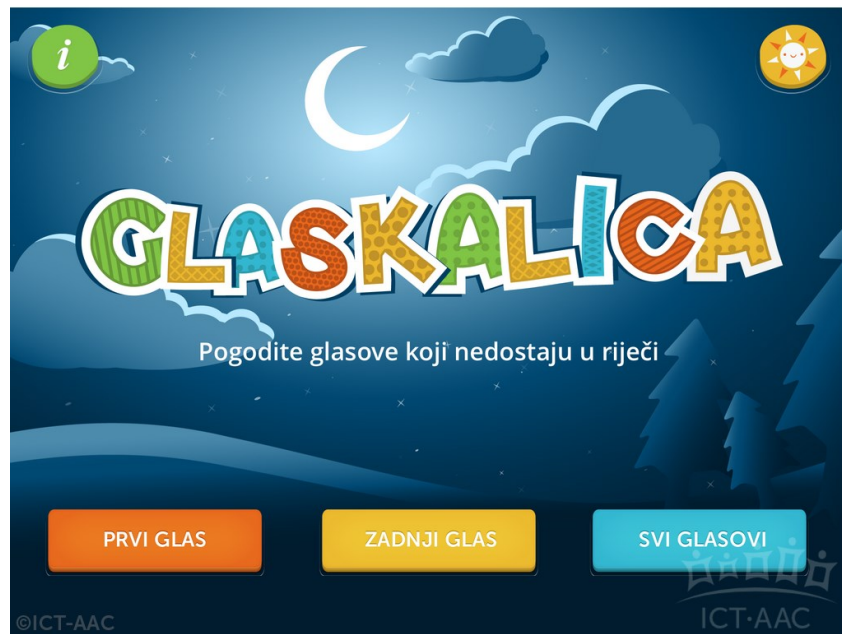 i
GLASKALICA
Pogodite glasove koji nedostaju u riječi
PRVI GLAS
ZADNJI GLAS
SVI GLASOVI
©ICT-AAC
ICT·AAC